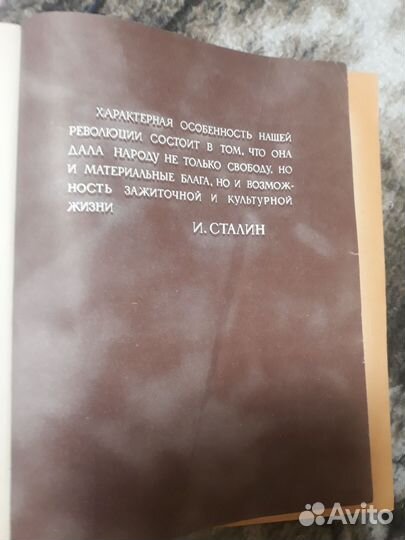 ХАРАКТЕРНАЯ ОСОБЕННОСТЬ НАШЕЙ
РЕВОЛЮЦИИ СОСТОИТ В ТОМ, ЧТО ОНА
ДАЛА НАРОДУ НЕ ТОЛЬКО СВОБОДУ, НО
И МАТЕРИАЛЬНЫЕ БЛАГА, НО И ВОЗМОЖ-
НОСТЬ ЗАЖИТОЧНОЙ И КУЛЬТУРНОЙ
ЖИЗНИ
И. СТАЛИН
Avito